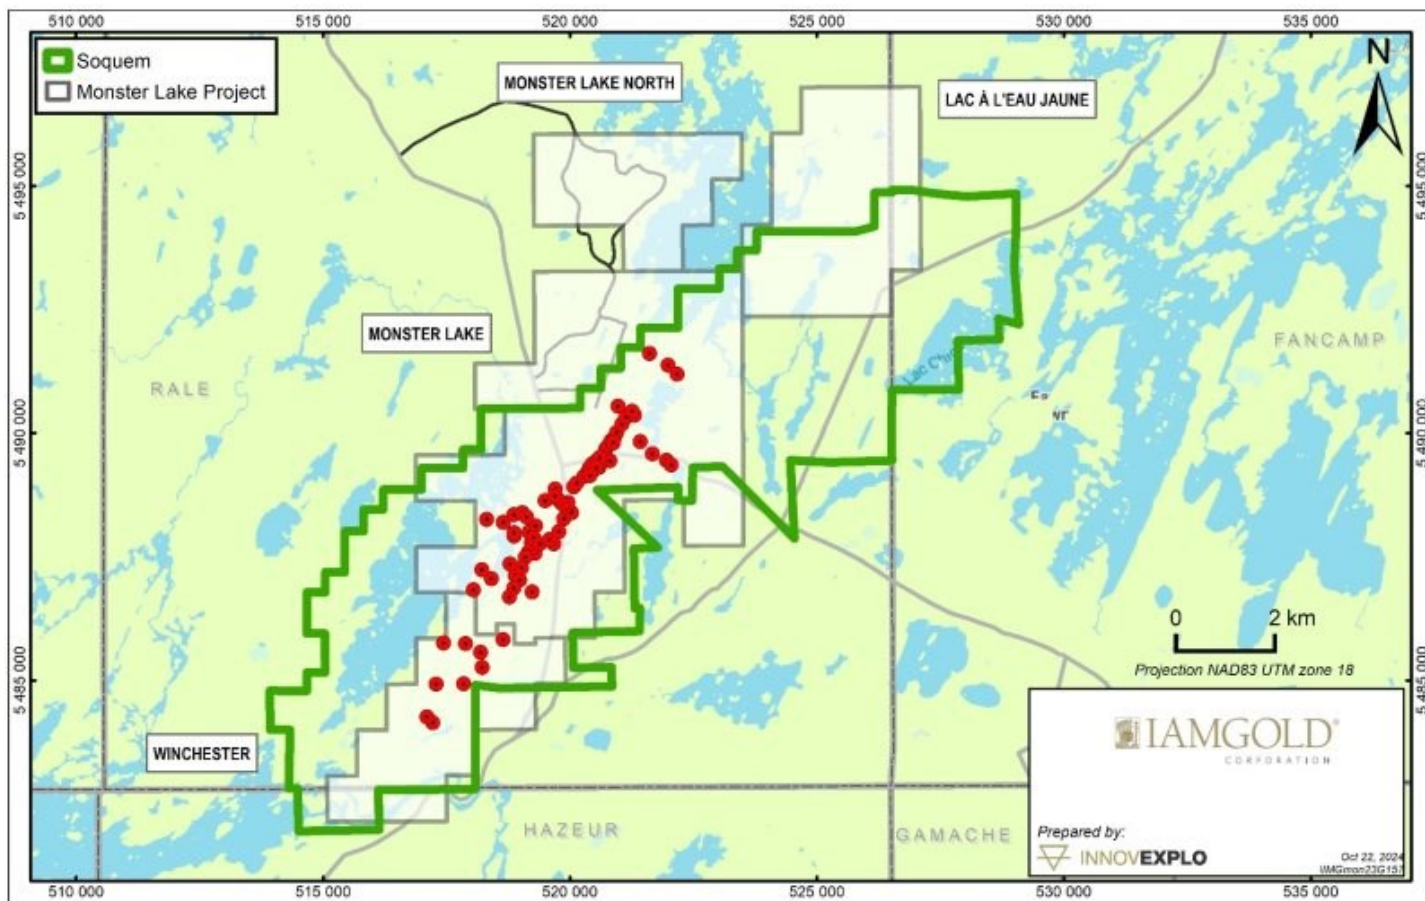 510 000 515 000 520 000 525 000 530 000 535 000
Soquem
Monster Lake Project
MONSTER LAKE NORTH
LAC À L'EAU JAUNE
N
5 495 000
5 495 000
MONSTER LAKE
RALE
FANCAMP
5 490 000
5 490 000
0 2 km
Projection NAD83 UTM zone 18
5 485 000
5 485 000
WINCHESTER
IAMGOLD®
CORPORATION
HAZEUR
GAMACHE
Prepared by:
INNOVEXPLO
Oct 22, 2024
510 000 515 000 520 000 525 000 530 000 535 000